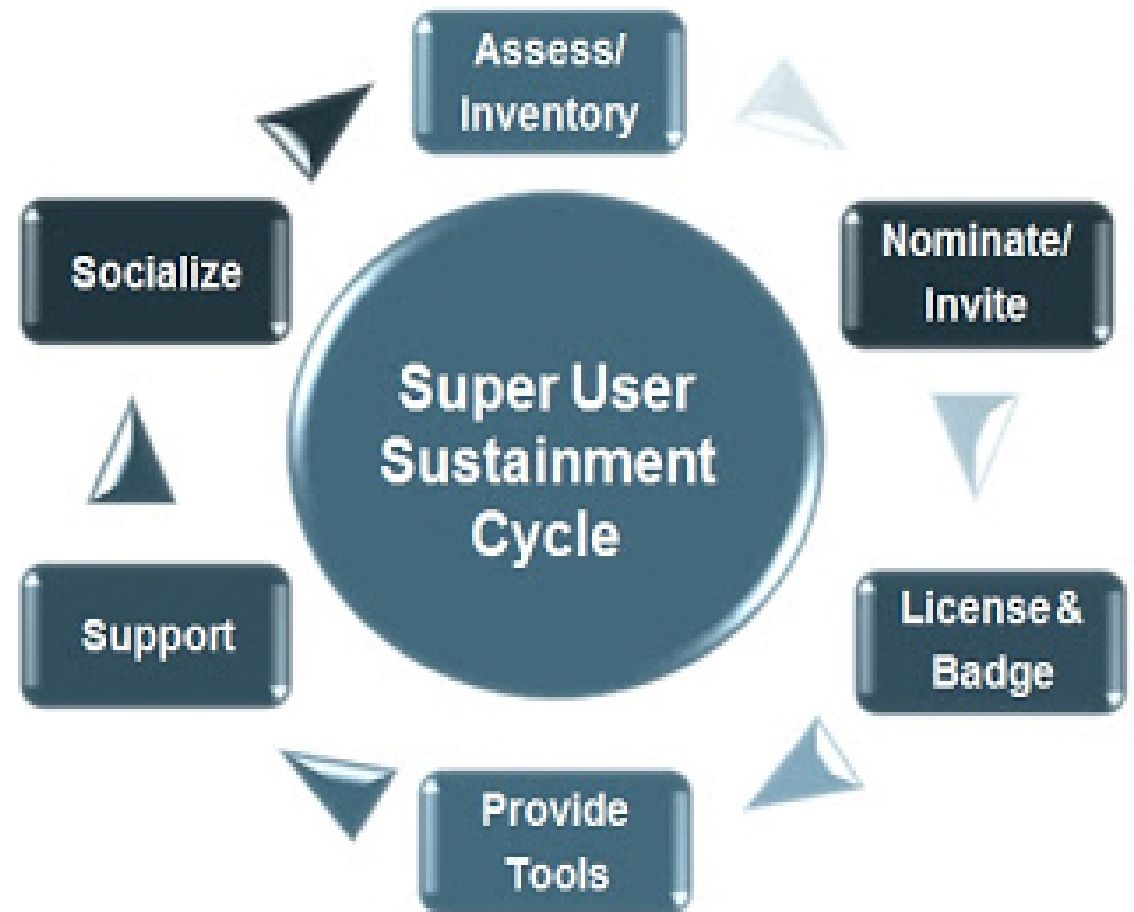 Assess/
Inventory
Nominate/
Invite
License &
Badge
Provide
Tools
Support
Socialize
Super User
Sustainment
Cycle